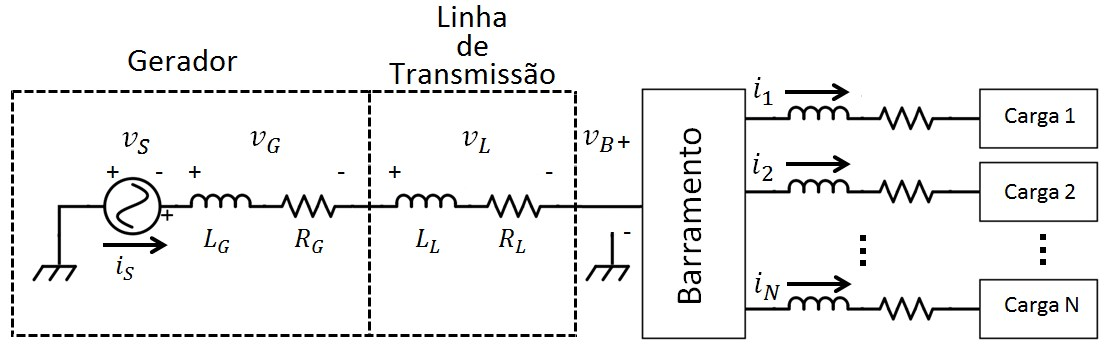 Linha
de
Transmissão
Gerador
v_S
v_G
v_L
v_B
+ -
+ -
+ -
+
+
-
L_G
R_G
L_L
R_L
i_S
Barramento
i_1
Carga 1
i_2
Carga 2
i_N
Carga N